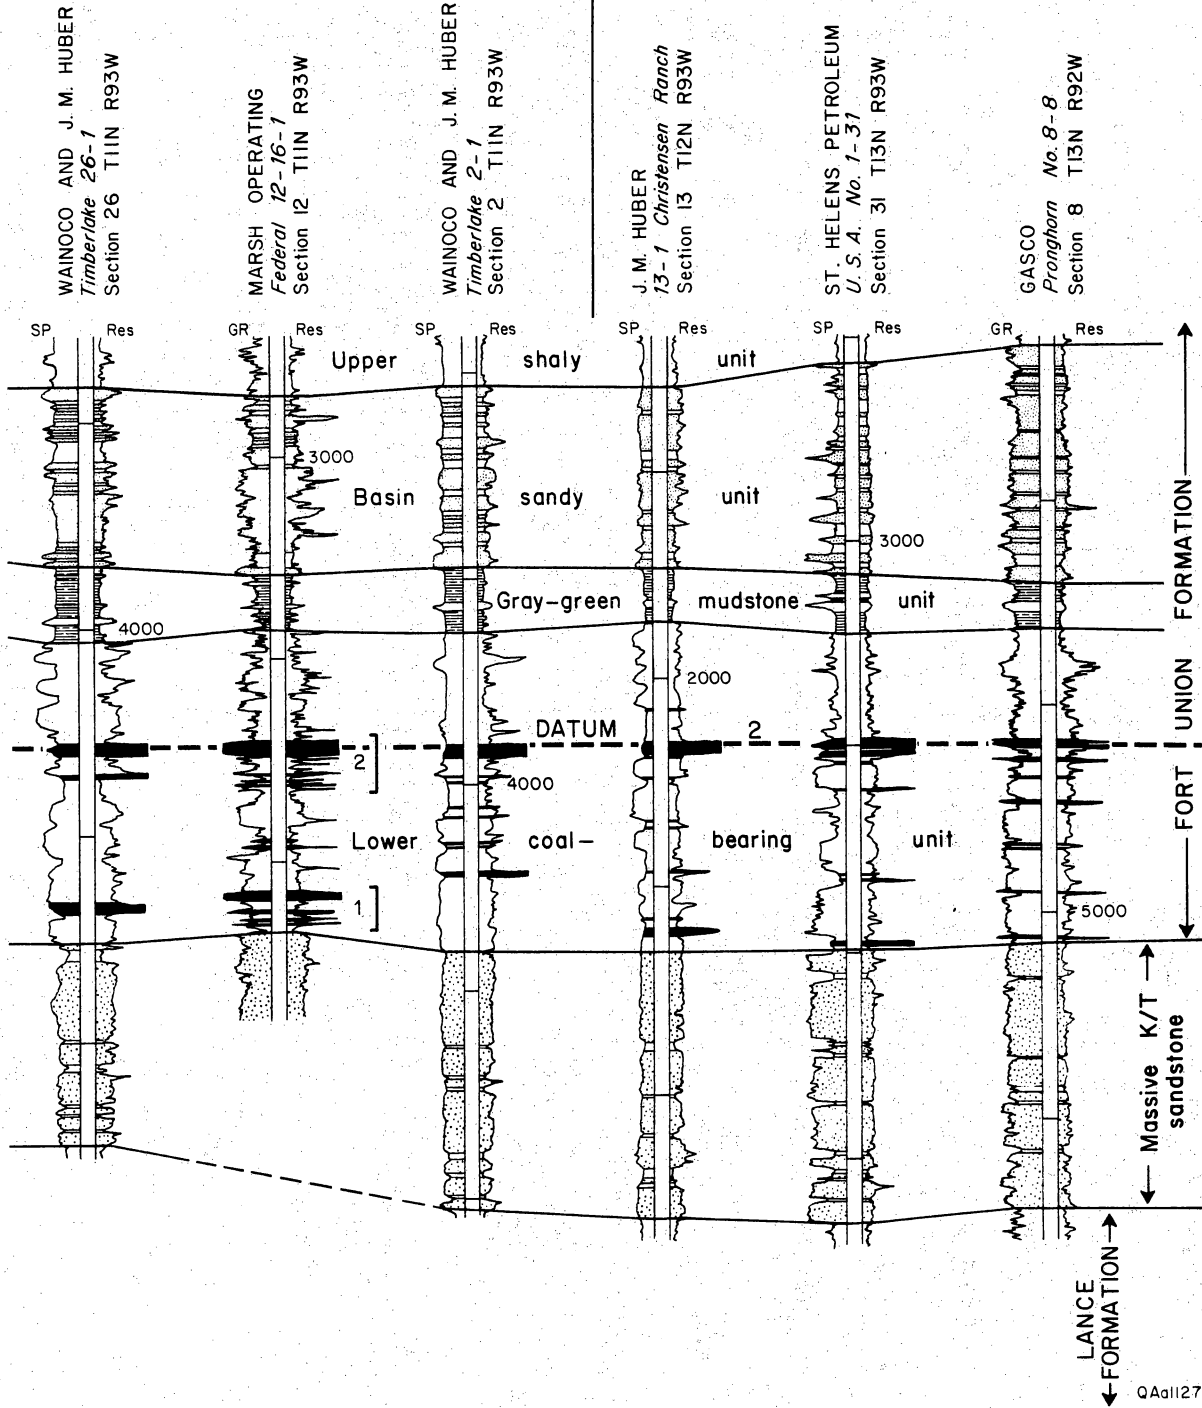 WAINOCO AND J. M. HUBER
Timberlake 26-1
Section 26 T11N R93W
MARSH OPERATING
Federal 12-16-1
Section 12 T11N R93W
WAINOCO AND J. M. HUBER
Timberlake 2-1
Section 2 T11N R93W
J. M. HUBER
13-1 Christensen Ranch
Section 13 T12N R93W
ST. HELENS PETROLEUM
U. S. A. No. 1-31
Section 31 T13N R93W
GASCO
Pronghorn No. 8-8
Section 8 T13N R92W
SP Res GR Res SP Res SP Res SP Res GR Res
Upper shaly unit
3000
Basin sandy unit
3000
Gray-green mudstone unit
4000
2000
DATUM 2
2
4000
Lower coal- bearing unit
1
5000
FORT UNION FORMATION
Massive K/T
sandstone
LANCE
FORMATION
QAa1127